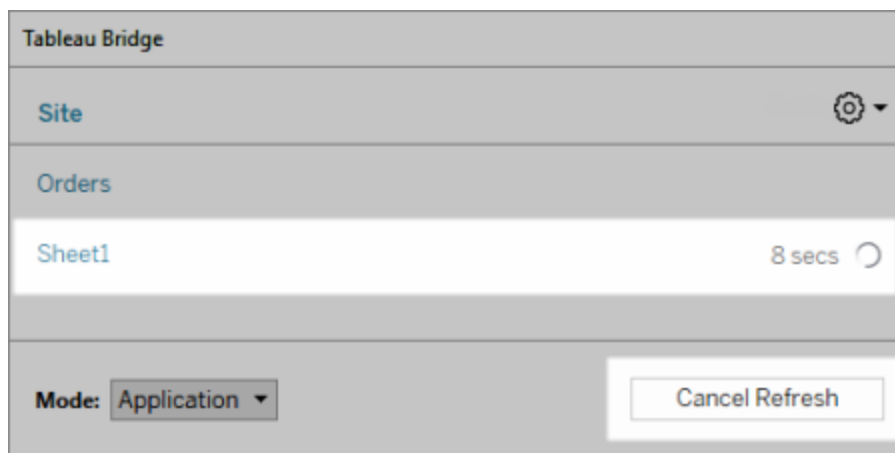 Tableau Bridge
Site
Orders
Sheet1 8 secs
Mode: Application Cancel Refresh